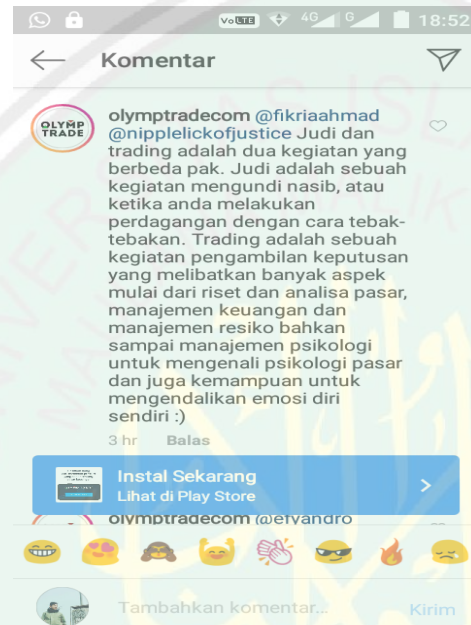 VoLTE 4G G 18:52
Komentar
OLYMP
TRADE
olymptradecom @fikriaahmad
@nipplelickofjustice Judi dan
trading adalah dua kegiatan yang
berbeda pak. Judi adalah sebuah
kegiatan mengundi nasib, atau
ketika anda melakukan
perdagangan dengan cara tebak-
tebakan. Trading adalah sebuah
kegiatan pengambilan keputusan
yang melibatkan banyak aspek
mulai dari riset dan analisa pasar,
manajemen keuangan dan
manajemen resiko bahkan
sampai manajemen psikologi
untuk mengenali psikologi pasar
dan juga kemampuan untuk
mengendalikan emosi diri
sendiri :)
3 hr Balas
Instal Sekarang
Lihat di Play Store
olymptradecom @efyandro
Tambahkan komentar... Kirim